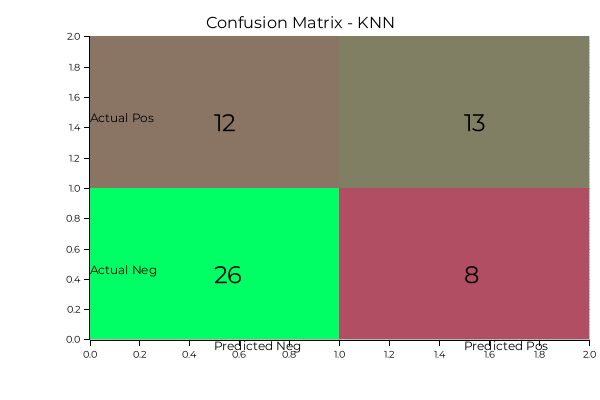 Confusion Matrix - KNN
2.0
1.8
1.6
Actual Pos
12
13
1.4
1.2
1.0
0.8
0.6
Actual Neg
26
8
0.4
0.2
0.0
Predicted Neg
Predicted Pos
0.0 0.2 0.4 0.6 0.8 1.0 1.2 1.4 1.6 1.8 2.0